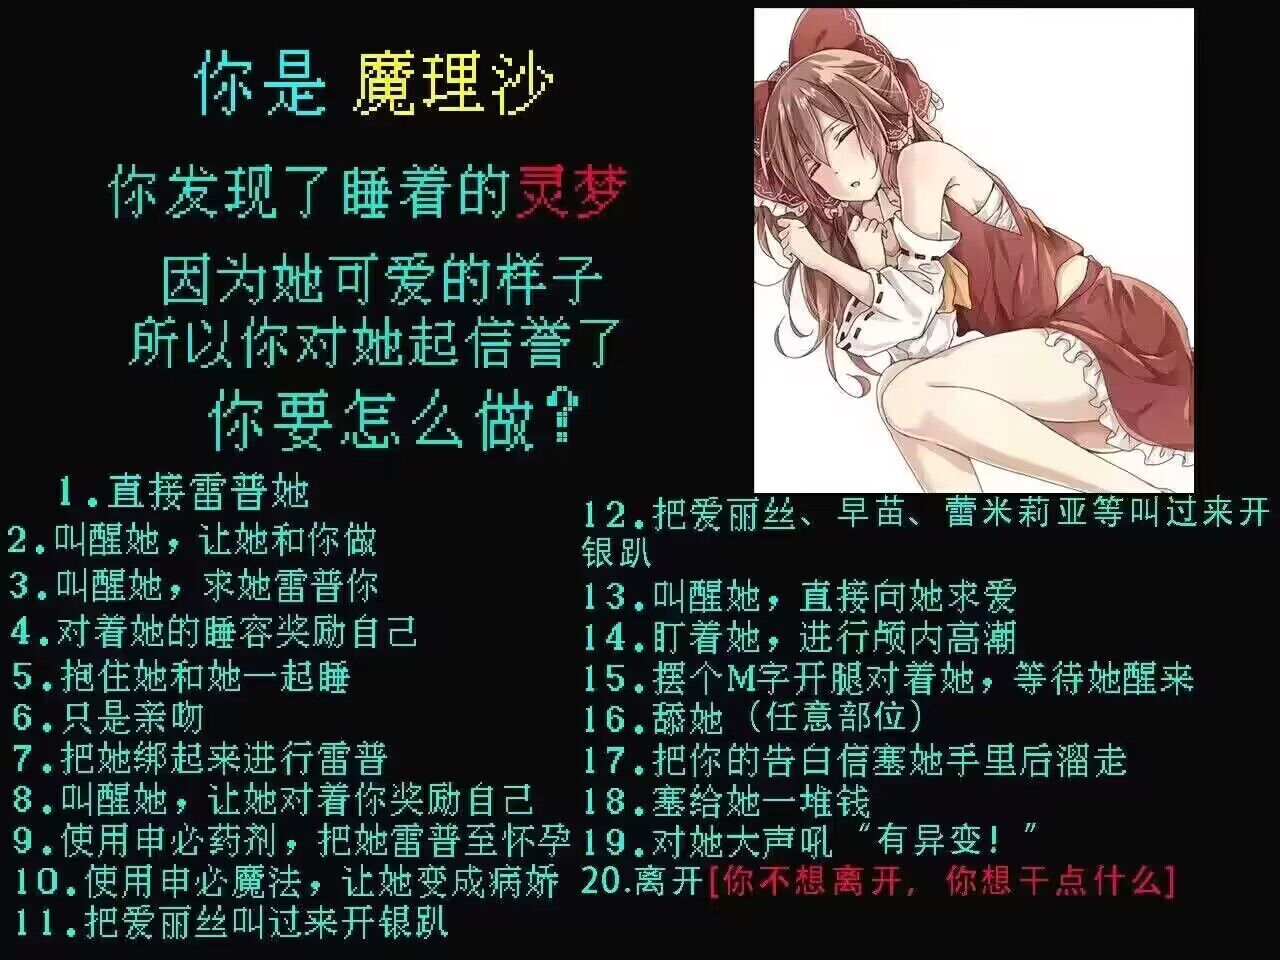 你是 魔理沙
你发现了睡着的灵梦
因为她可爱的样子
所以你对她起信誉了
你要怎么做？
1.直接雷普她
2.叫醒她，让她和你做
3.叫醒她，求她雷普你
4.对着她的睡容奖励自己
5.抱住她和她一起睡
6.只是亲吻
7.把她绑起来进行雷普
8.叫醒她，让她对着你奖励自己
9.使用申必药剂，把她雷普至怀孕
10.使用申必魔法，让她变成病娇
11.把爱丽丝叫过来开银趴
12.把爱丽丝、早苗、蕾米莉亚等叫过来开
银趴
13.叫醒她，直接向她求爱
14.盯着她，进行颅内高潮
15.摆个M字开腿对着她，等待她醒来
16.舔她（任意部位）
17.把你的告白信塞她手里后溜走
18.塞给她一堆钱
19.对她大声吼“有异变！”
20.离开[你不想离开，你想干点什么]